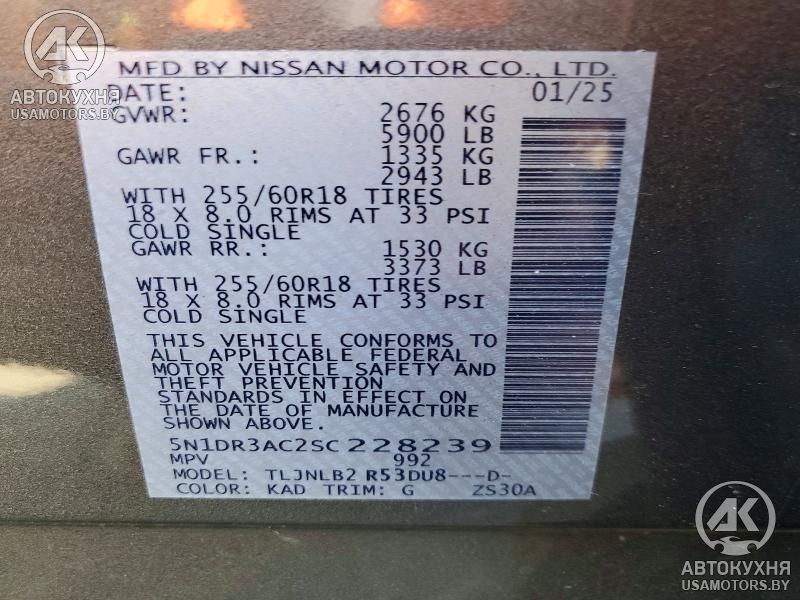 АК
АВТОКУХНЯ
USAMOTORS.BY
MFD BY NISSAN MOTOR CO., LTD.
DATE: 01/25
GVWR: 2676 KG
5900 LB
GAWR FR.: 1335 KG
2943 LB
WITH 255/60R18 TIRES
18 X 8.0 RIMS AT 33 PSI
COLD SINGLE
GAWR RR.: 1530 KG
3373 LB
WITH 255/60R18 TIRES
18 X 8.0 RIMS AT 33 PSI
COLD SINGLE
THIS VEHICLE CONFORMS TO
ALL APPLICABLE FEDERAL
MOTOR VEHICLE SAFETY AND
THEFT PREVENTION
STANDARDS IN EFFECT ON
THE DATE OF MANUFACTURE
SHOWN ABOVE.
5N1DR3AC2SC228239
MPV 992
MODEL: TLJNLB2 R53DU8---D-
COLOR: KAD TRIM: G ZS30A
АК
АВТОКУХНЯ
USAMOTORS.BY